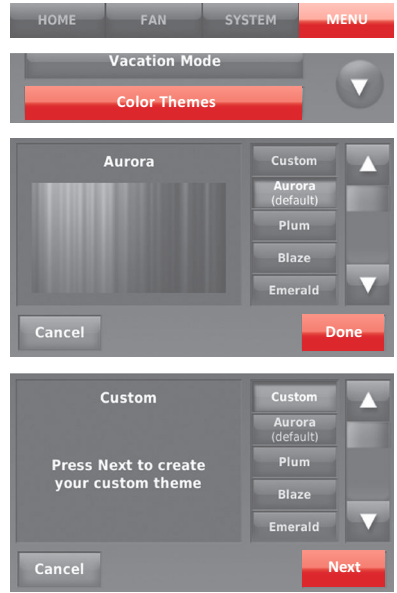 HOME FAN SYSTEM MENU
Vacation Mode
Color Themes
Aurora
Custom
Aurora
(default)
Plum
Blaze
Emerald
Cancel
Done
Custom
Press Next to create
your custom theme
Custom
Aurora
(default)
Plum
Blaze
Emerald
Cancel
Next